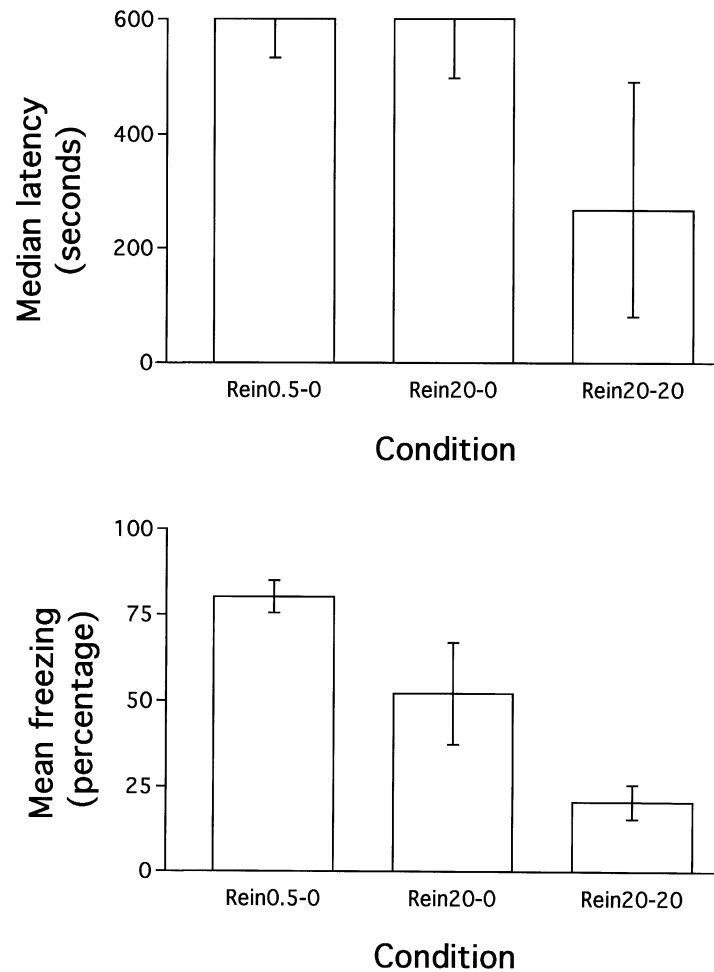 Median latency
(seconds)
600
400
200
0
Rein0.5-0 Rein20-0 Rein20-20
Condition
Mean freezing
(percentage)
100
75
50
25
0
Rein0.5-0 Rein20-0 Rein20-20
Condition